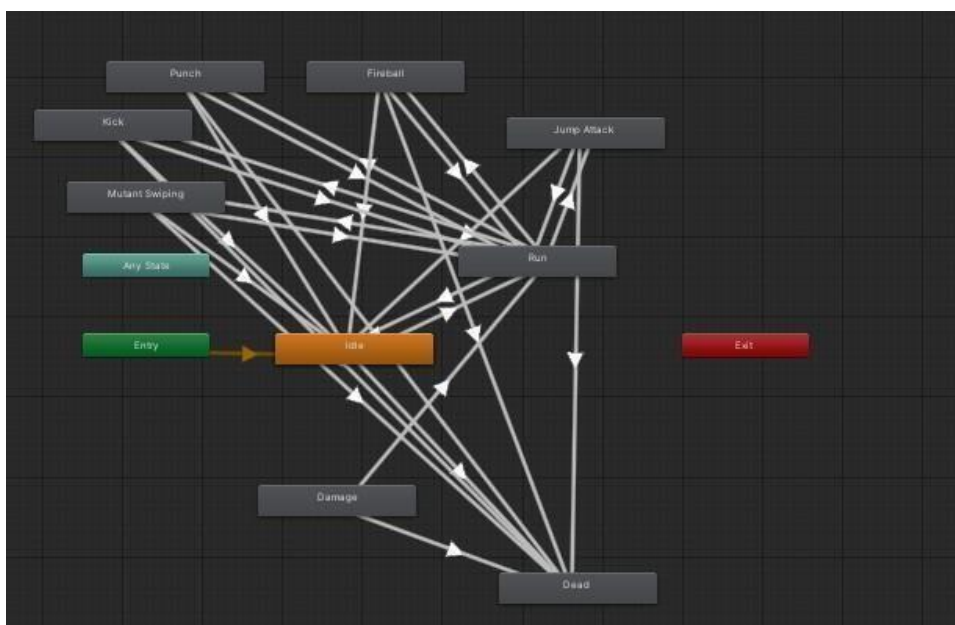 Punch
Fireball
Kick
Jump Attack
Mutant Swiping
Any State
Run
Entry
Idle
Exit
Damage
Dead